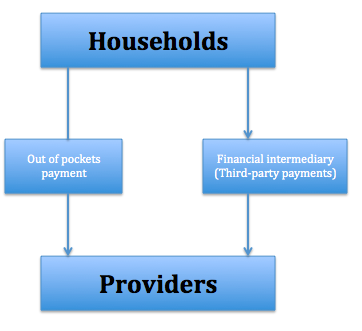 Households
Out of pockets
payment
Financial intermediary
(Third-party payments)
Providers